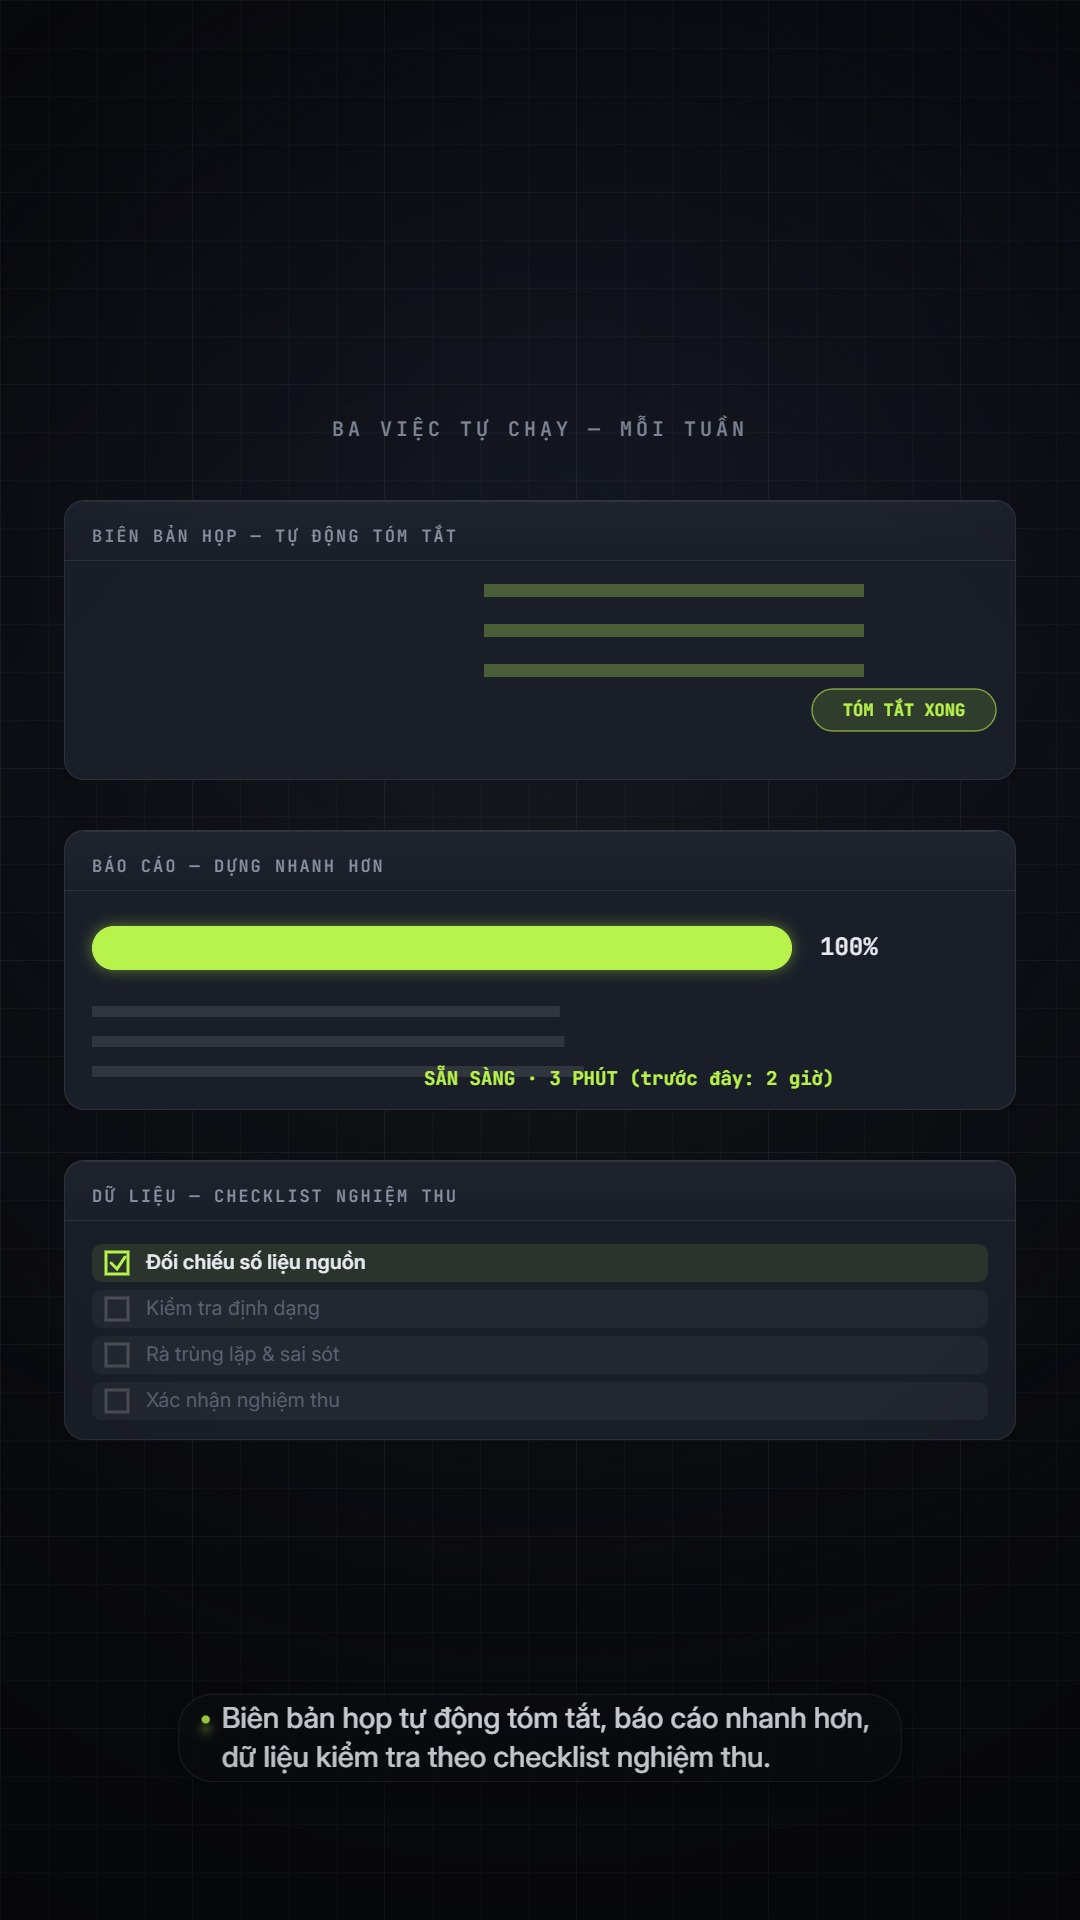 BA VIỆC TỰ CHẠY — MỖI TUẦN
BIÊN BẢN HỌP — TỰ ĐỘNG TÓM TẮT
TÓM TẮT XONG
BÁO CÁO — DỰNG NHANH HƠN
100%
SẴN SÀNG · 3 PHÚT (trước đây: 2 giờ)
DỮ LIỆU — CHECKLIST NGHIỆM THU
Đối chiếu số liệu nguồn
Kiểm tra định dạng
Rà trùng lặp & sai sót
Xác nhận nghiệm thu
Biên bản họp tự động tóm tắt, báo cáo nhanh hơn,
dữ liệu kiểm tra theo checklist nghiệm thu.